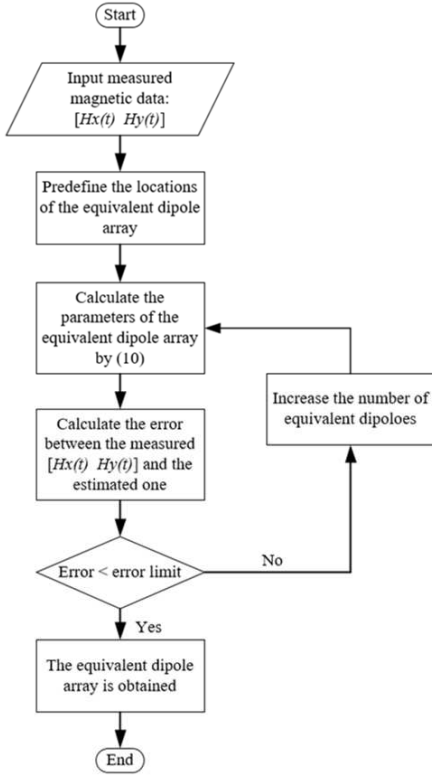 Start
Input measured
magnetic data:
[Hx(t) Hy(t)]
Predefine the locations
of the equivalent dipole
array
Calculate the
parameters of the
equivalent dipole array
by (10)
Increase the number of
equivalent dipoloes
Calculate the error
between the measured
[Hx(t) Hy(t)] and the
estimated one
Error < error limit
No
Yes
The equivalent dipole
array is obtained
End